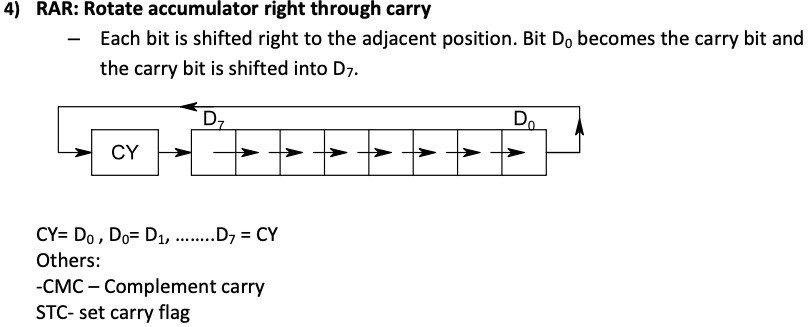 4) RAR: Rotate accumulator right through carry
– Each bit is shifted right to the adjacent position. Bit D₀ becomes the carry bit and
the carry bit is shifted into D₇.
D₇ D₀
CY
CY= D₀ , D₀= D₁, ........D₇ = CY
Others:
-CMC – Complement carry
STC- set carry flag